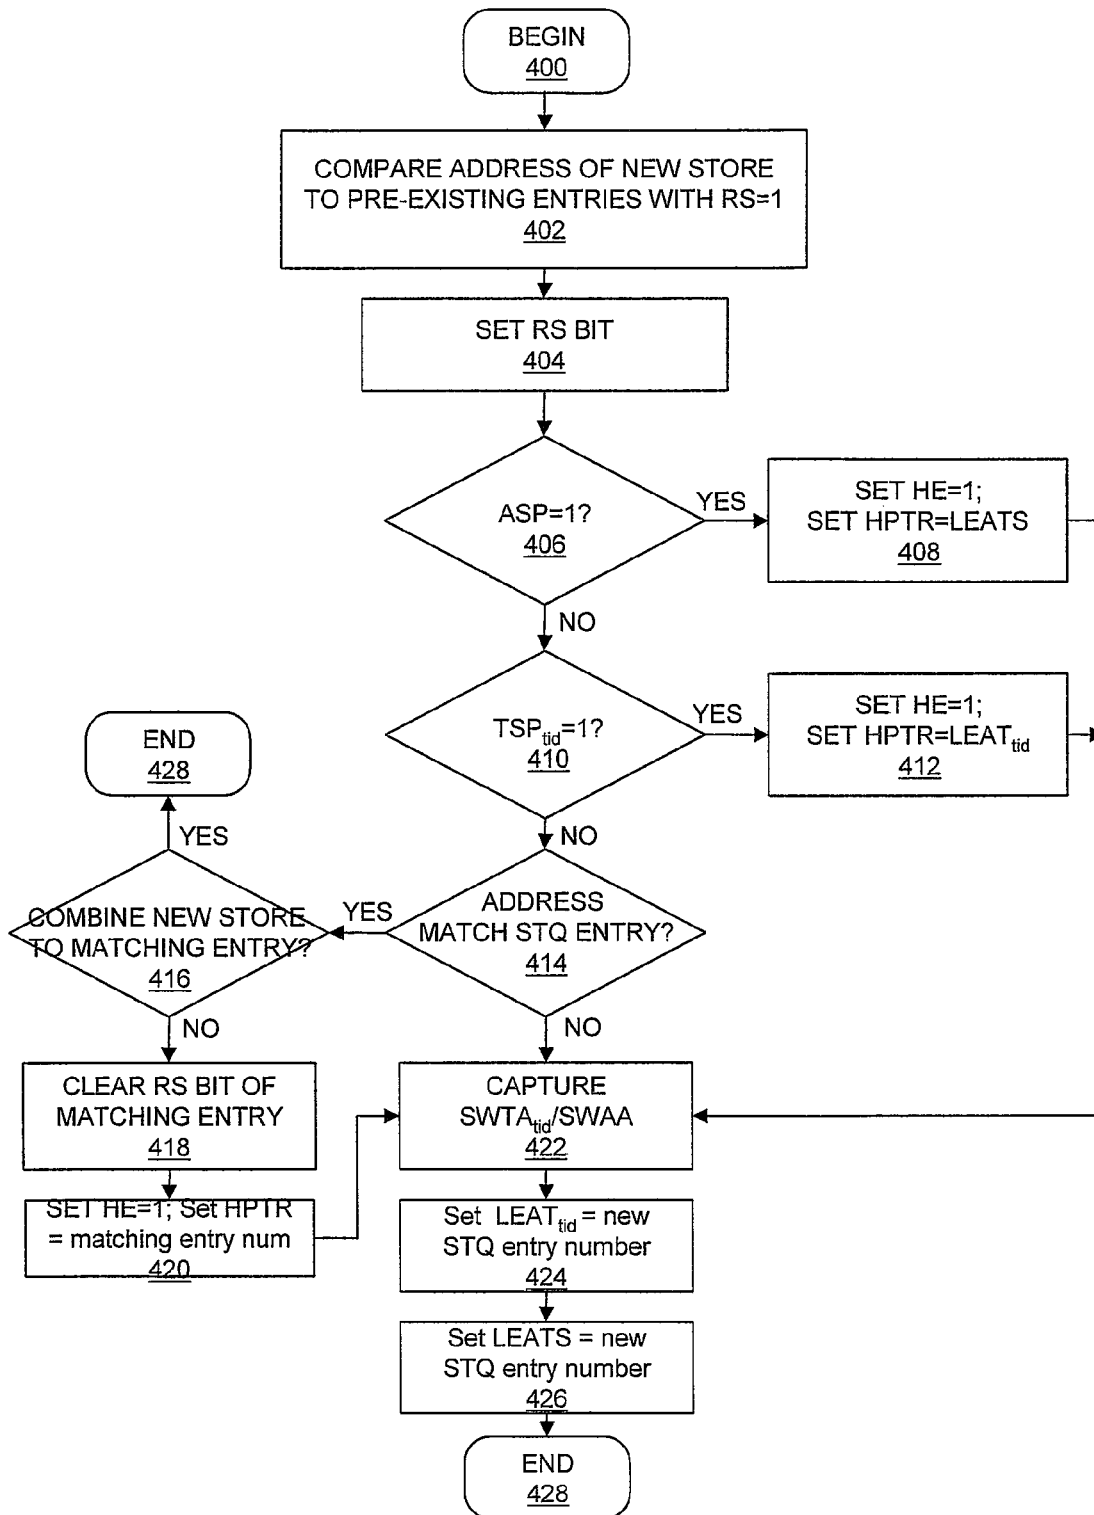 BEGIN
400
COMPARE ADDRESS OF NEW STORE
TO PRE-EXISTING ENTRIES WITH RS=1
402
SET RS BIT
404
ASP=1?
406
YES
SET HE=1;
SET HPTR=LEATS
408
NO
TSPtid=1?
410
YES
SET HE=1;
SET HPTR=LEATtid
412
END
428
YES
NO
COMBINE NEW STORE
TO MATCHING ENTRY?
416
YES
ADDRESS
MATCH STQ ENTRY?
414
NO
NO
CLEAR RS BIT OF
MATCHING ENTRY
418
CAPTURE
SWTAtid/SWAA
422
SET HE=1; Set HPTR
= matching entry num
420
Set LEATtid = new
STQ entry number
424
Set LEATS = new
STQ entry number
426
END
428